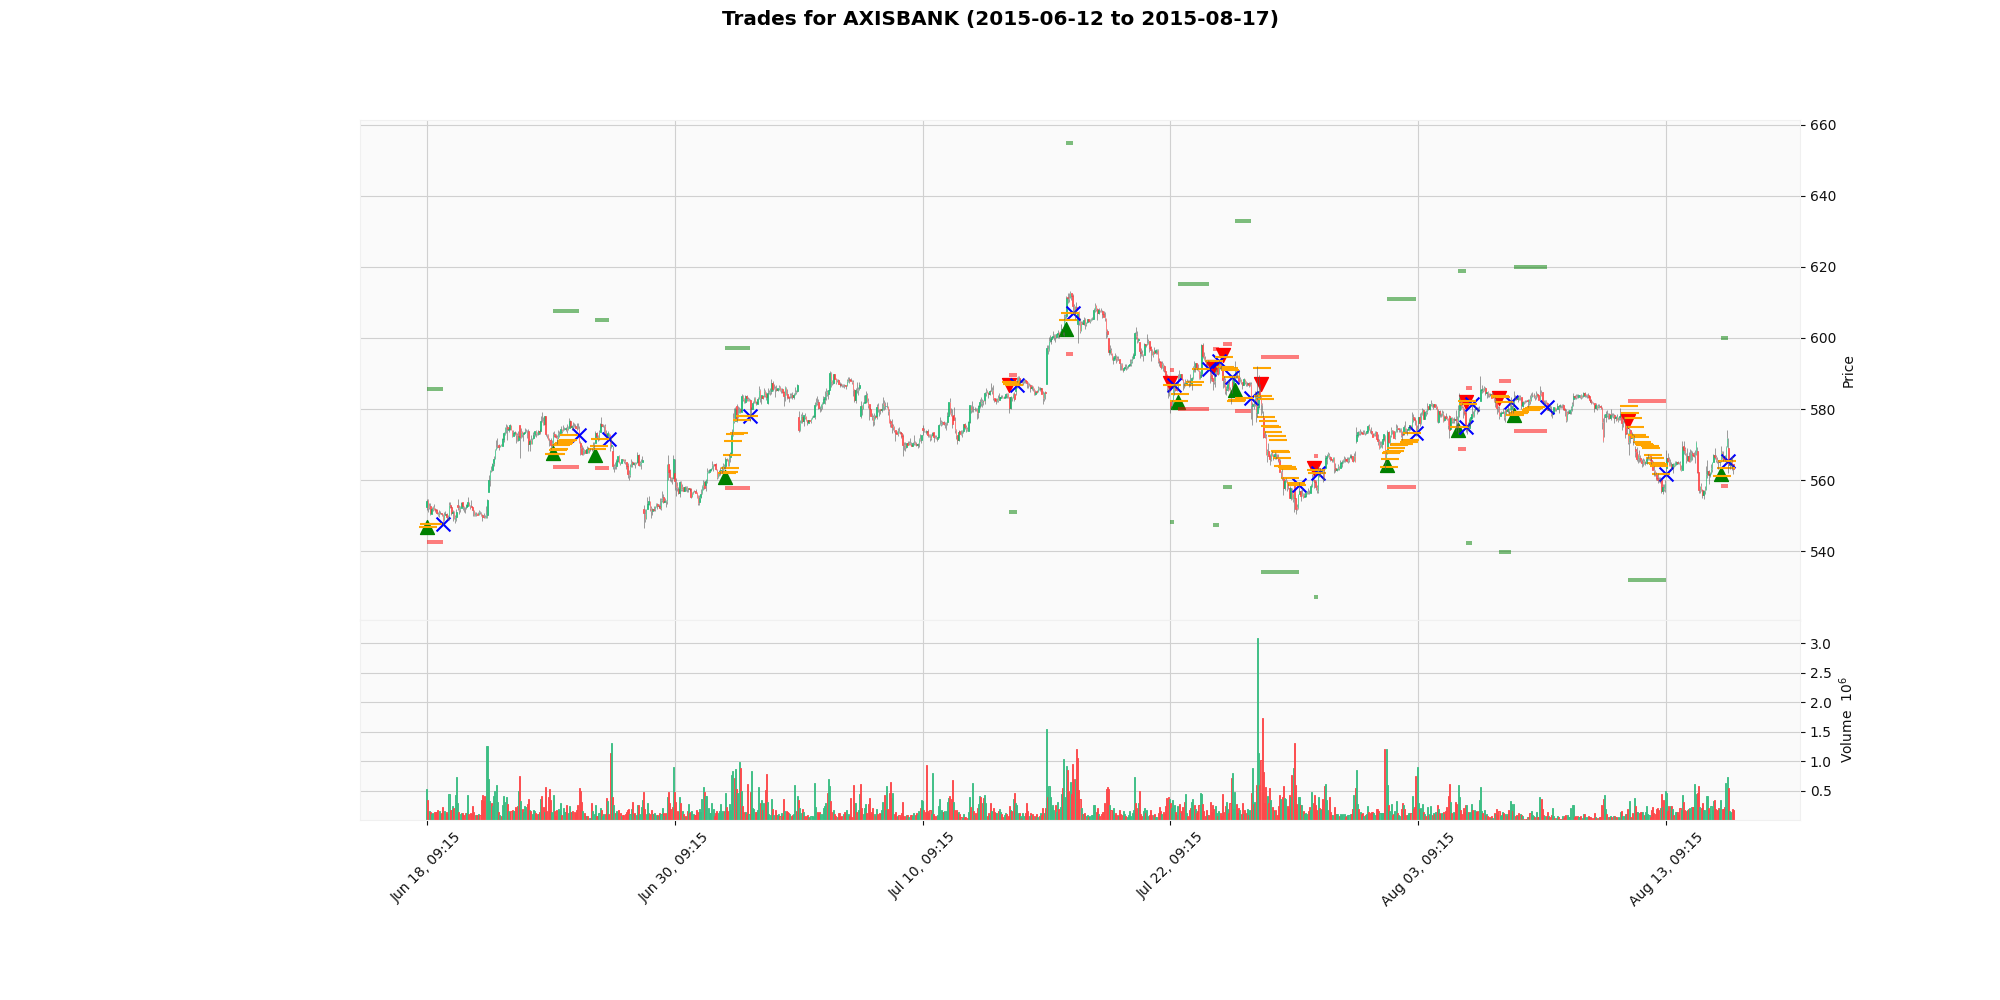 Trades for AXISBANK (2015-06-12 to 2015-08-17)
660
640
620
600
580
560
540
Price
3.0
2.5
2.0
1.5
1.0
0.5
Volume 10⁶
Jun 18, 09:15
Jun 30, 09:15
Jul 10, 09:15
Jul 22, 09:15
Aug 03, 09:15
Aug 13, 09:15